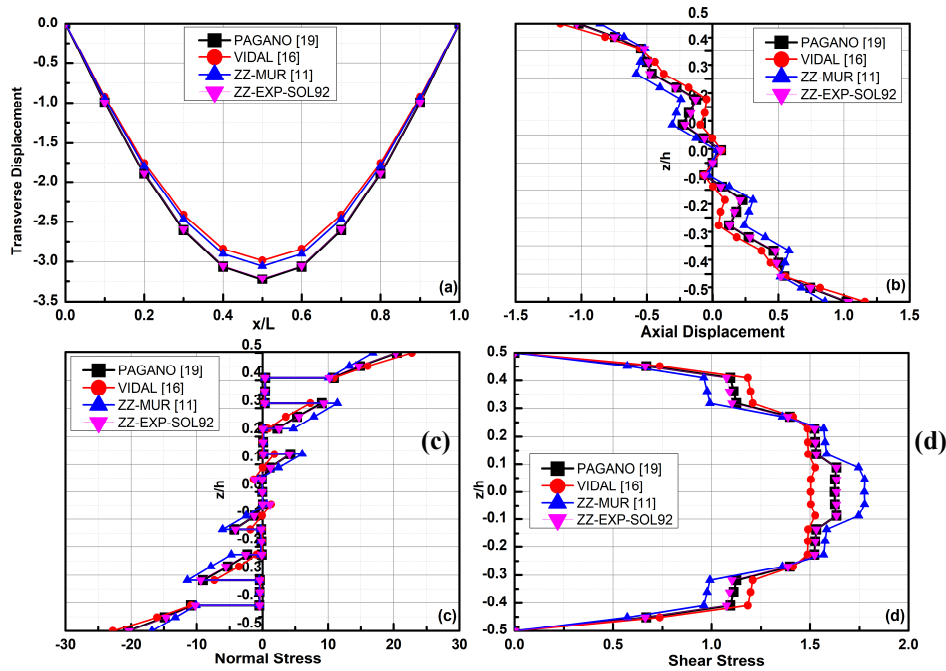 0.0
-0.5
-1.0
-1.5
-2.0
-2.5
-3.0
-3.5
Transverse Displacement
PAGANO [19]
VIDAL [16]
ZZ-MUR [11]
ZZ-EXP-SOL92
(a)
0.0 0.2 0.4 0.6 0.8 1.0
x/L
0.5
0.4
0.3
0.2
0.1
0.0
-0.2
-0.3
-0.4
-0.5
z/h
PAGANO [19]
VIDAL [16]
ZZ-MUR [11]
ZZ-EXP-SOL92
(b)
-1.5 -1.0 -0.5 0.0 0.5 1.0 1.5
Axial Displacement
0.5
0.4
0.3
0.2
0.1
0.0
-0.1
-0.2
-0.3
-0.4
-0.5
z/h
PAGANO [19]
VIDAL [16]
ZZ-MUR [11]
ZZ-EXP-SOL92
(c)
(c)
-30 -20 -10 0 10 20 30
Normal Stress
0.5
0.4
0.3
0.2
0.1
0.0
-0.1
-0.2
-0.3
-0.4
-0.5
z/h
PAGANO [19]
VIDAL [16]
ZZ-MUR [11]
ZZ-EXP-SOL92
(d)
(d)
0.0 0.5 1.0 1.5 2.0
Shear Stress